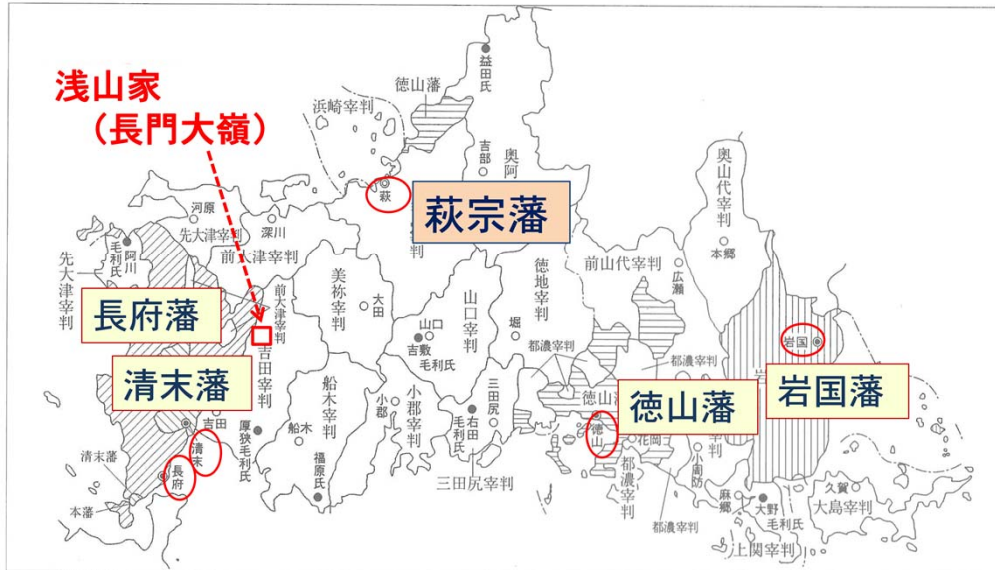 浅山家
（長門大嶺）
萩宗藩
長府藩
清末藩
徳山藩
岩国藩
益田氏
徳山藩
浜崎宰判
吉部
奥阿
萩
奥山代宰判
本郷
河原
先大津宰判
深川
前大津宰判
阿川
毛利氏
先大津宰判
前大津宰判
美祢宰判
大田
徳地宰判
前山代宰判
広瀬
山口宰判
山口
吉敷
毛利氏
堀
都濃宰判
都濃宰判
岩国
吉田宰判
船木宰判
小郡
小郡宰判
三田尻
右田
毛利氏
三田尻宰判
徳山
花岡
都濃宰判
都濃宰判
小周防
吉田
厚狭毛利氏
船木
福原氏
清末
長府
清末藩
本藩
麻郷
大野
毛利氏
上関宰判
久賀
大島宰判